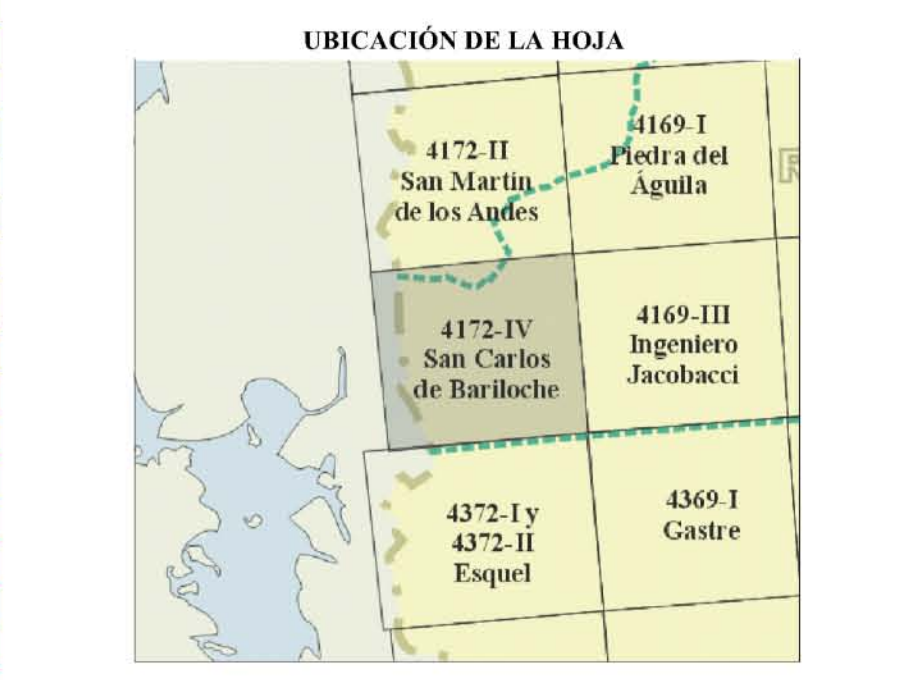 UBICACIÓN DE LA HOJA
4172-II
San Martín
de los Andes
4169-I
Piedra del
Águila
R
4172-IV
San Carlos
de Bariloche
4169-III
Ingeniero
Jacobacci
4372-I y
4372-II
Esquel
4369-I
Gastre